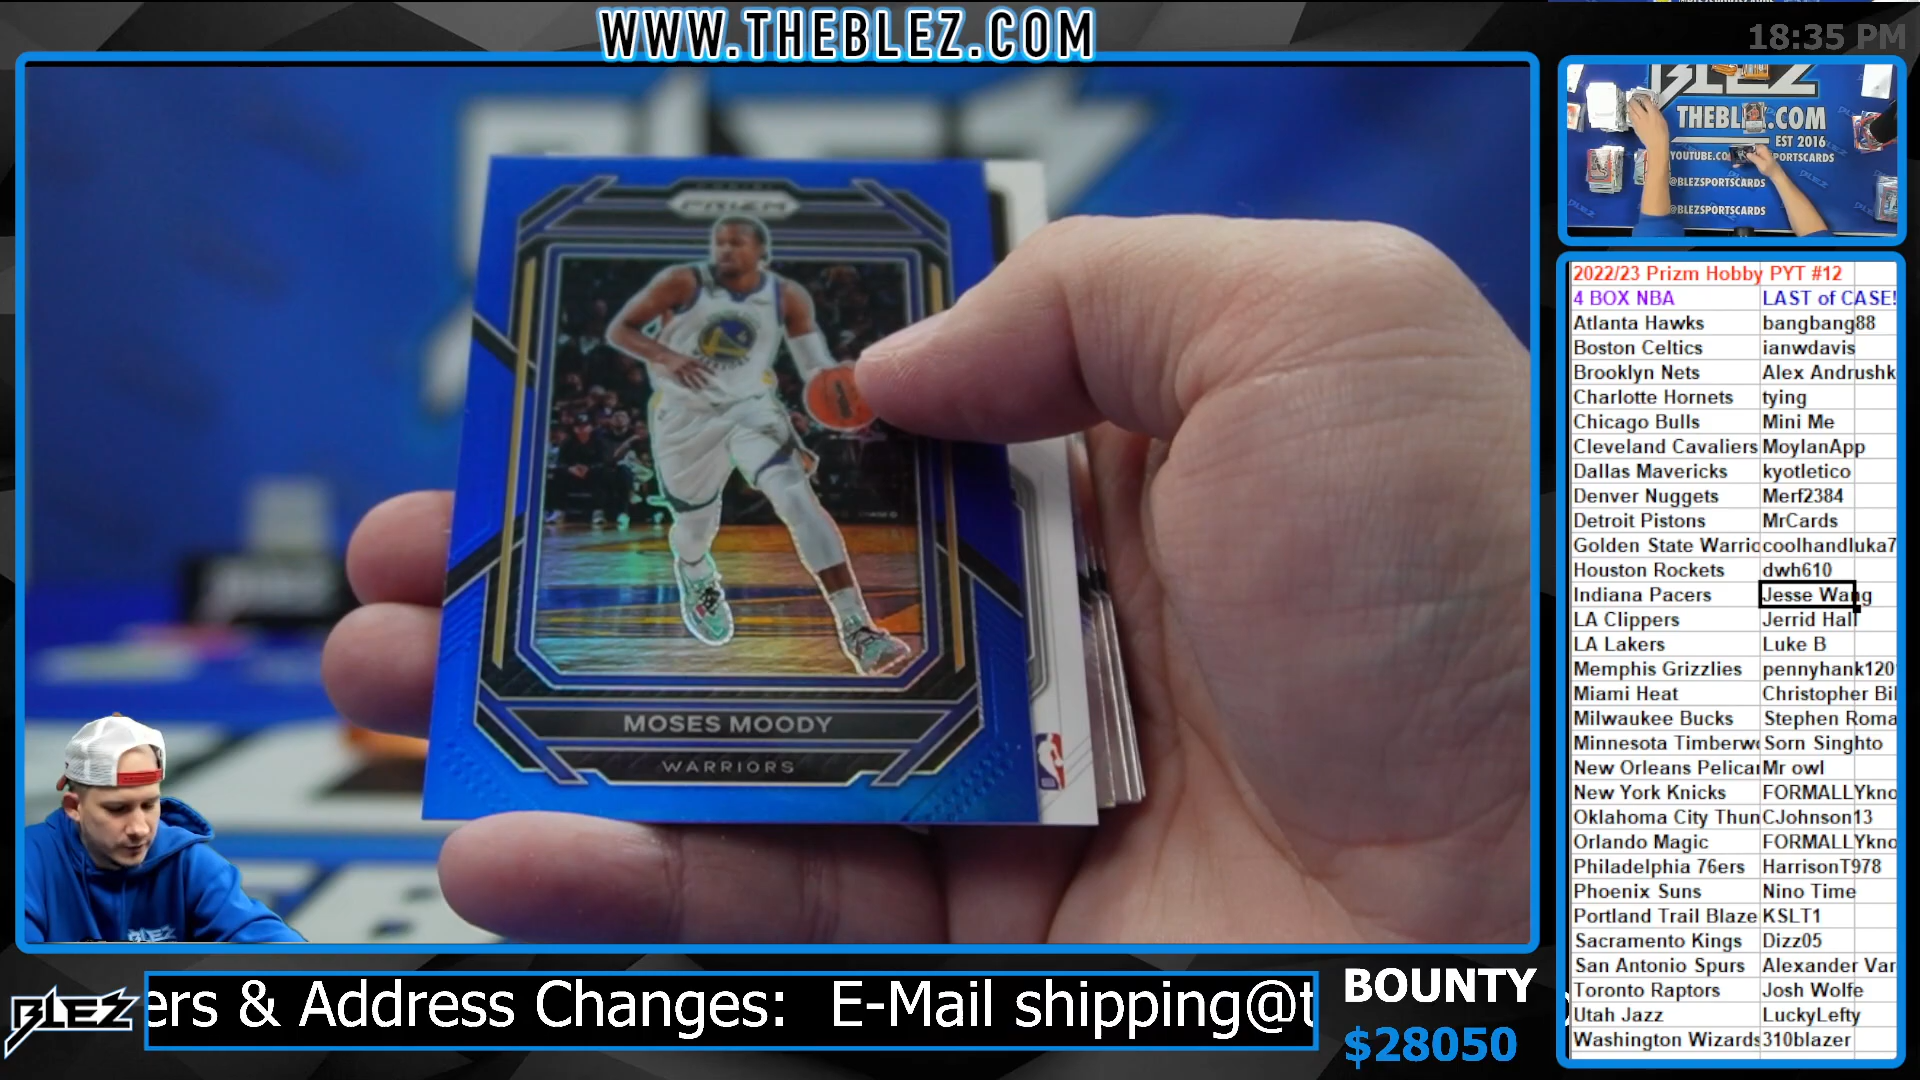 WWW.THEBLEZ.COM
18:35 PM
PRIZM
MOSES MOODY
WARRIORS
BLEZ
THEBLEZ.COM
EST 2016
@BLEZSPORTSCARDS
@BLEZSPORTSCARDS
2022/23 Prizm Hobby PYT #12
4 BOX NBA LAST of CASE!
Atlanta Hawks bangbang88
Boston Celtics ianwdavis
Brooklyn Nets Alex Andrushk
Charlotte Hornets tying
Chicago Bulls Mini Me
Cleveland Cavaliers MoylanApp
Dallas Mavericks kyotletico
Denver Nuggets Merf2384
Detroit Pistons MrCards
Golden State Warric coolhandluka7
Houston Rockets dwh610
Indiana Pacers Jesse Wang
LA Clippers Jerrid Hall
LA Lakers Luke B
Memphis Grizzlies pennyhank120
Miami Heat Christopher Bil
Milwaukee Bucks Stephen Roma
Minnesota Timberw Sorn Singhto
New Orleans Pelica Mr owl
New York Knicks FORMALLYkno
Oklahoma City Thun CJohnson13
Orlando Magic FORMALLYkno
Philadelphia 76ers HarrisonT978
Phoenix Suns Nino Time
Portland Trail Blaze KSLT1
Sacramento Kings Dizz05
San Antonio Spurs Alexander Var
Toronto Raptors Josh Wolfe
Utah Jazz LuckyLefty
Washington Wizards 310blazer
BLEZ
ers & Address Changes: E-Mail shipping@t
BOUNTY
$28050